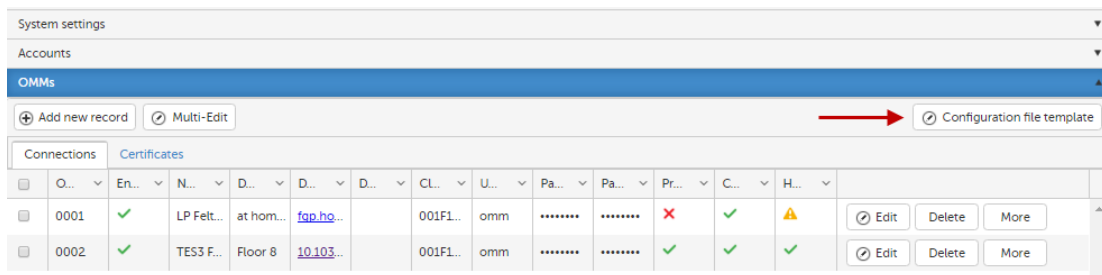 System settings
Accounts
OMMs
Add new record Multi-Edit Configuration file template
Connections Certificates
O... En... N... D... D... D... CL... U... Pa... Pa... Pr... C... H...
0001 LP Felt... at hom... fqp.ho... 001F1... omm •••••••• •••••••• Edit Delete More
0002 TES3 F... Floor 8 10.103... 001F1... omm •••••••• •••••••• Edit Delete More